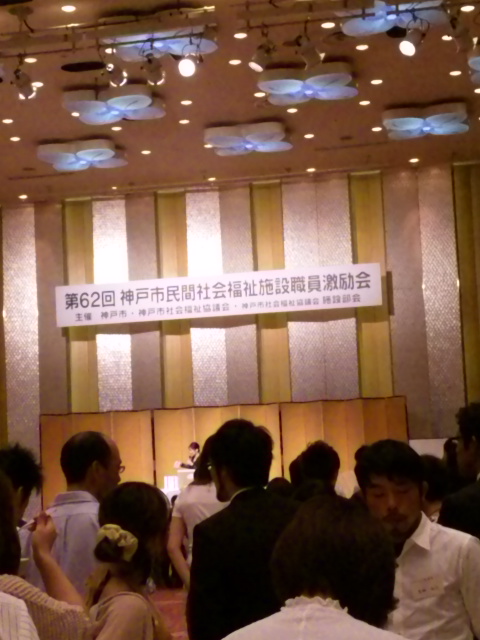 第62回 神戸市民間社会福祉施設職員激励会
主催 神戸市・神戸市社会福祉協議会・神戸市社会福祉協議会 施設部会